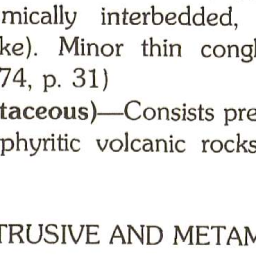 mically interbedded,
ke). Minor thin congl
74, p. 31)
taceous)—Consists pre
phyritic volcanic rocks
TRUSIVE AND METAM